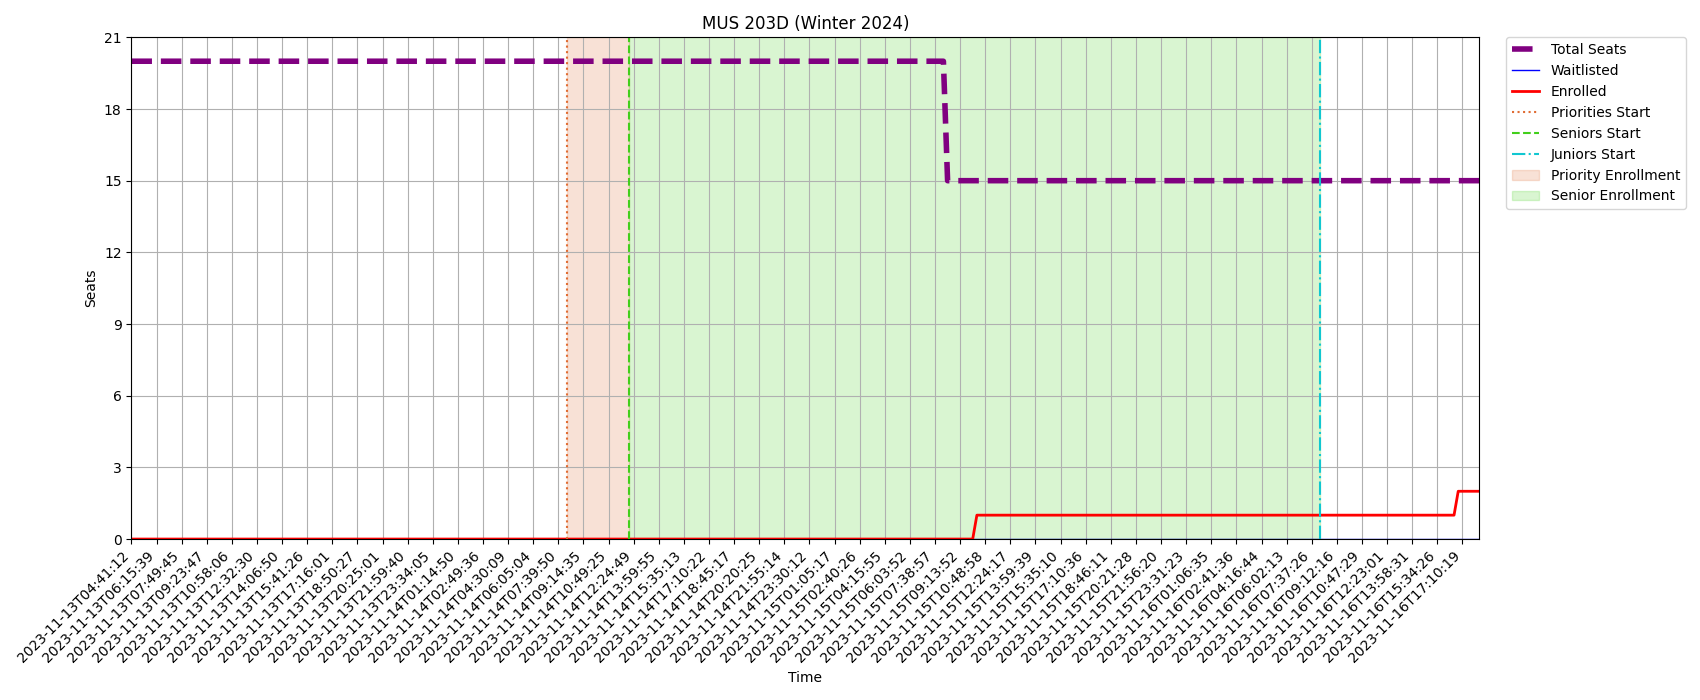 MUS 203D (Winter 2024)
21
18
15
12
9
6
3
0
Seats
Total Seats
Waitlisted
Enrolled
Priorities Start
Seniors Start
Juniors Start
Priority Enrollment
Senior Enrollment
2023-11-13T04:41:12
2023-11-13T06:15:39
2023-11-13T07:49:45
2023-11-13T09:23:47
2023-11-13T10:58:06
2023-11-13T12:32:30
2023-11-13T14:06:50
2023-11-13T15:41:26
2023-11-13T17:16:01
2023-11-13T18:50:27
2023-11-13T20:25:01
2023-11-13T21:59:40
2023-11-13T23:34:05
2023-11-14T01:14:50
2023-11-14T02:49:36
2023-11-14T04:30:09
2023-11-14T06:05:04
2023-11-14T07:39:50
2023-11-14T09:14:35
2023-11-14T10:49:25
2023-11-14T12:24:49
2023-11-14T13:59:55
2023-11-14T15:35:13
2023-11-14T17:10:22
2023-11-14T18:45:17
2023-11-14T20:20:25
2023-11-14T21:55:14
2023-11-14T23:30:12
2023-11-15T01:05:17
2023-11-15T02:40:26
2023-11-15T04:15:55
2023-11-15T06:03:52
2023-11-15T07:38:57
2023-11-15T09:13:52
2023-11-15T10:48:58
2023-11-15T12:24:17
2023-11-15T13:59:39
2023-11-15T15:35:10
2023-11-15T17:10:36
2023-11-15T18:46:11
2023-11-15T20:21:28
2023-11-15T21:56:20
2023-11-15T23:31:23
2023-11-16T01:06:35
2023-11-16T02:41:36
2023-11-16T04:16:44
2023-11-16T06:02:13
2023-11-16T07:37:26
2023-11-16T09:12:16
2023-11-16T10:47:29
2023-11-16T12:23:01
2023-11-16T13:58:31
2023-11-16T15:34:26
2023-11-16T17:10:19
Time